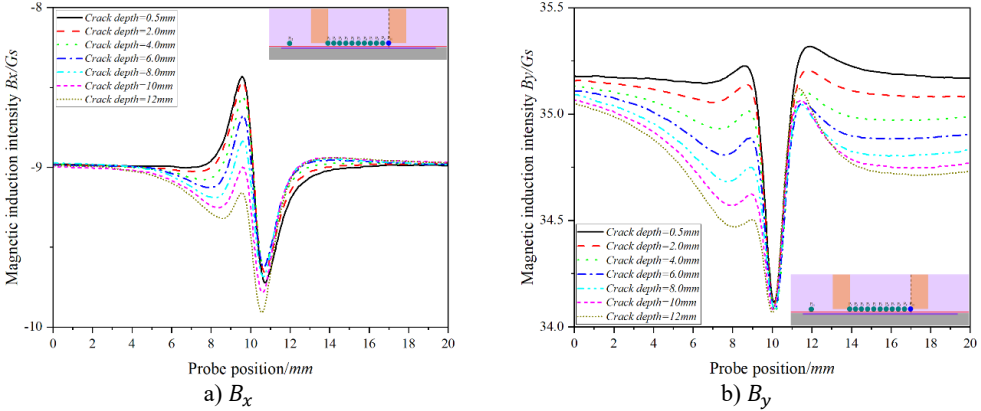 -8
-9
-10
Magnetic induction intensity Bx/Gs
Crack depth=0.5mm
Crack depth=2.0mm
Crack depth=4.0mm
Crack depth=6.0mm
Crack depth=8.0mm
Crack depth=10mm
Crack depth=12mm
0 2 4 6 8 10 12 14 16 18 20
Probe position/mm
a) Bₓ
35.5
35.0
34.5
34.0
Magnetic induction intensity By/Gs
Crack depth=0.5mm
Crack depth=2.0mm
Crack depth=4.0mm
Crack depth=6.0mm
Crack depth=8.0mm
Crack depth=10mm
Crack depth=12mm
0 2 4 6 8 10 12 14 16 18 20
Probe position/mm
b) B_y